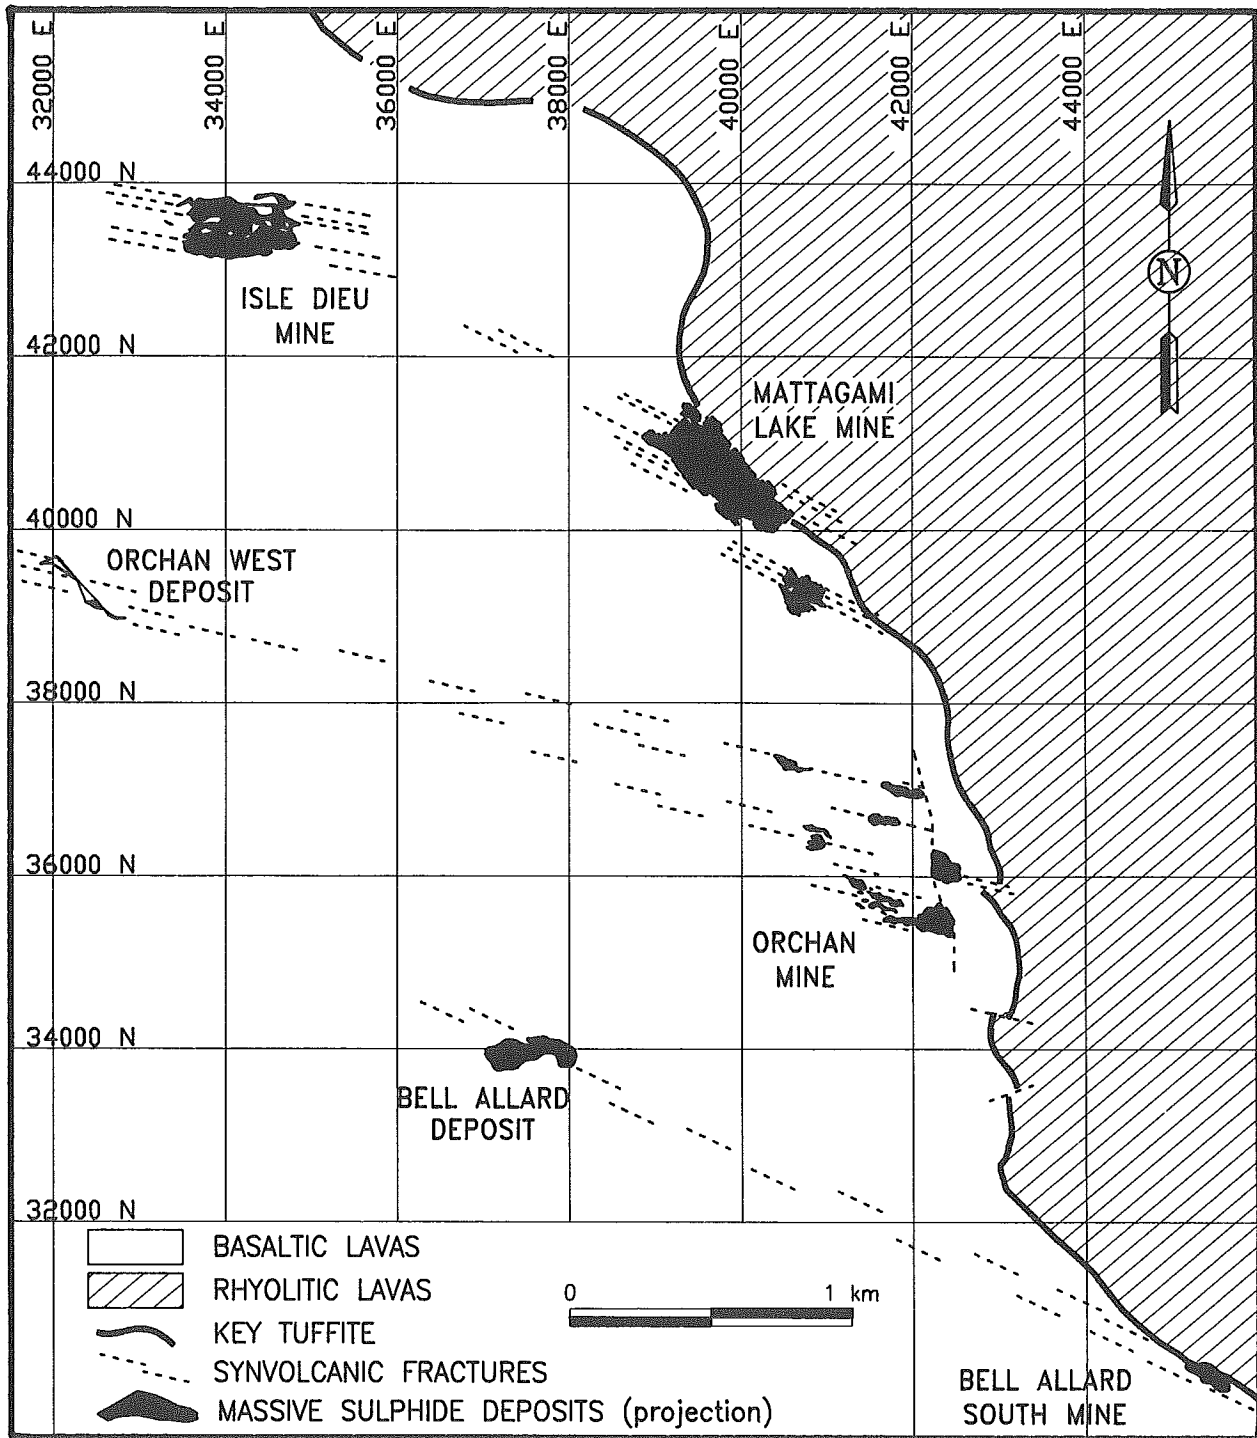 32000 E
34000 E
36000 E
38000 E
40000 E
42000 E
44000 E
44000 N
N
ISLE DIEU
MINE
42000 N
MATTAGAMI
LAKE MINE
40000 N
ORCHAN WEST
DEPOSIT
38000 N
36000 N
ORCHAN
MINE
34000 N
BELL ALLARD
DEPOSIT
32000 N
BASALTIC LAVAS
RHYOLITIC LAVAS
0 1 km
KEY TUFFITE
SYNVOLCANIC FRACTURES
MASSIVE SULPHIDE DEPOSITS (projection)
BELL ALLARD
SOUTH MINE